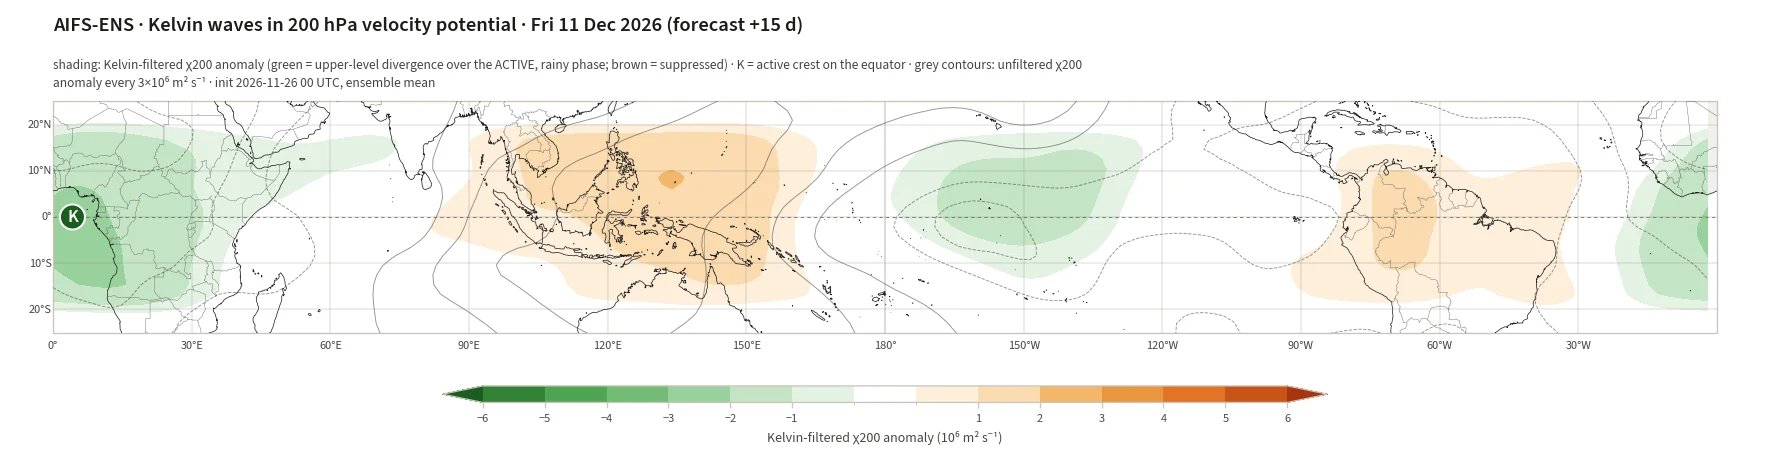 AIFS-ENS · Kelvin waves in 200 hPa velocity potential · Fri 11 Dec 2026 (forecast +15 d)
shading: Kelvin-filtered χ200 anomaly (green = upper-level divergence over the ACTIVE, rainy phase; brown = suppressed) · K = active crest on the equator · grey contours: unfiltered χ200
anomaly every 3×10⁶ m² s⁻¹ · init 2026-11-26 00 UTC, ensemble mean
20°N
10°N
0°
10°S
20°S
K
0° 30°E 60°E 90°E 120°E 150°E 180° 150°W 120°W 90°W 60°W 30°W
−6 −5 −4 −3 −2 −1 1 2 3 4 5 6
Kelvin-filtered χ200 anomaly (10⁶ m² s⁻¹)